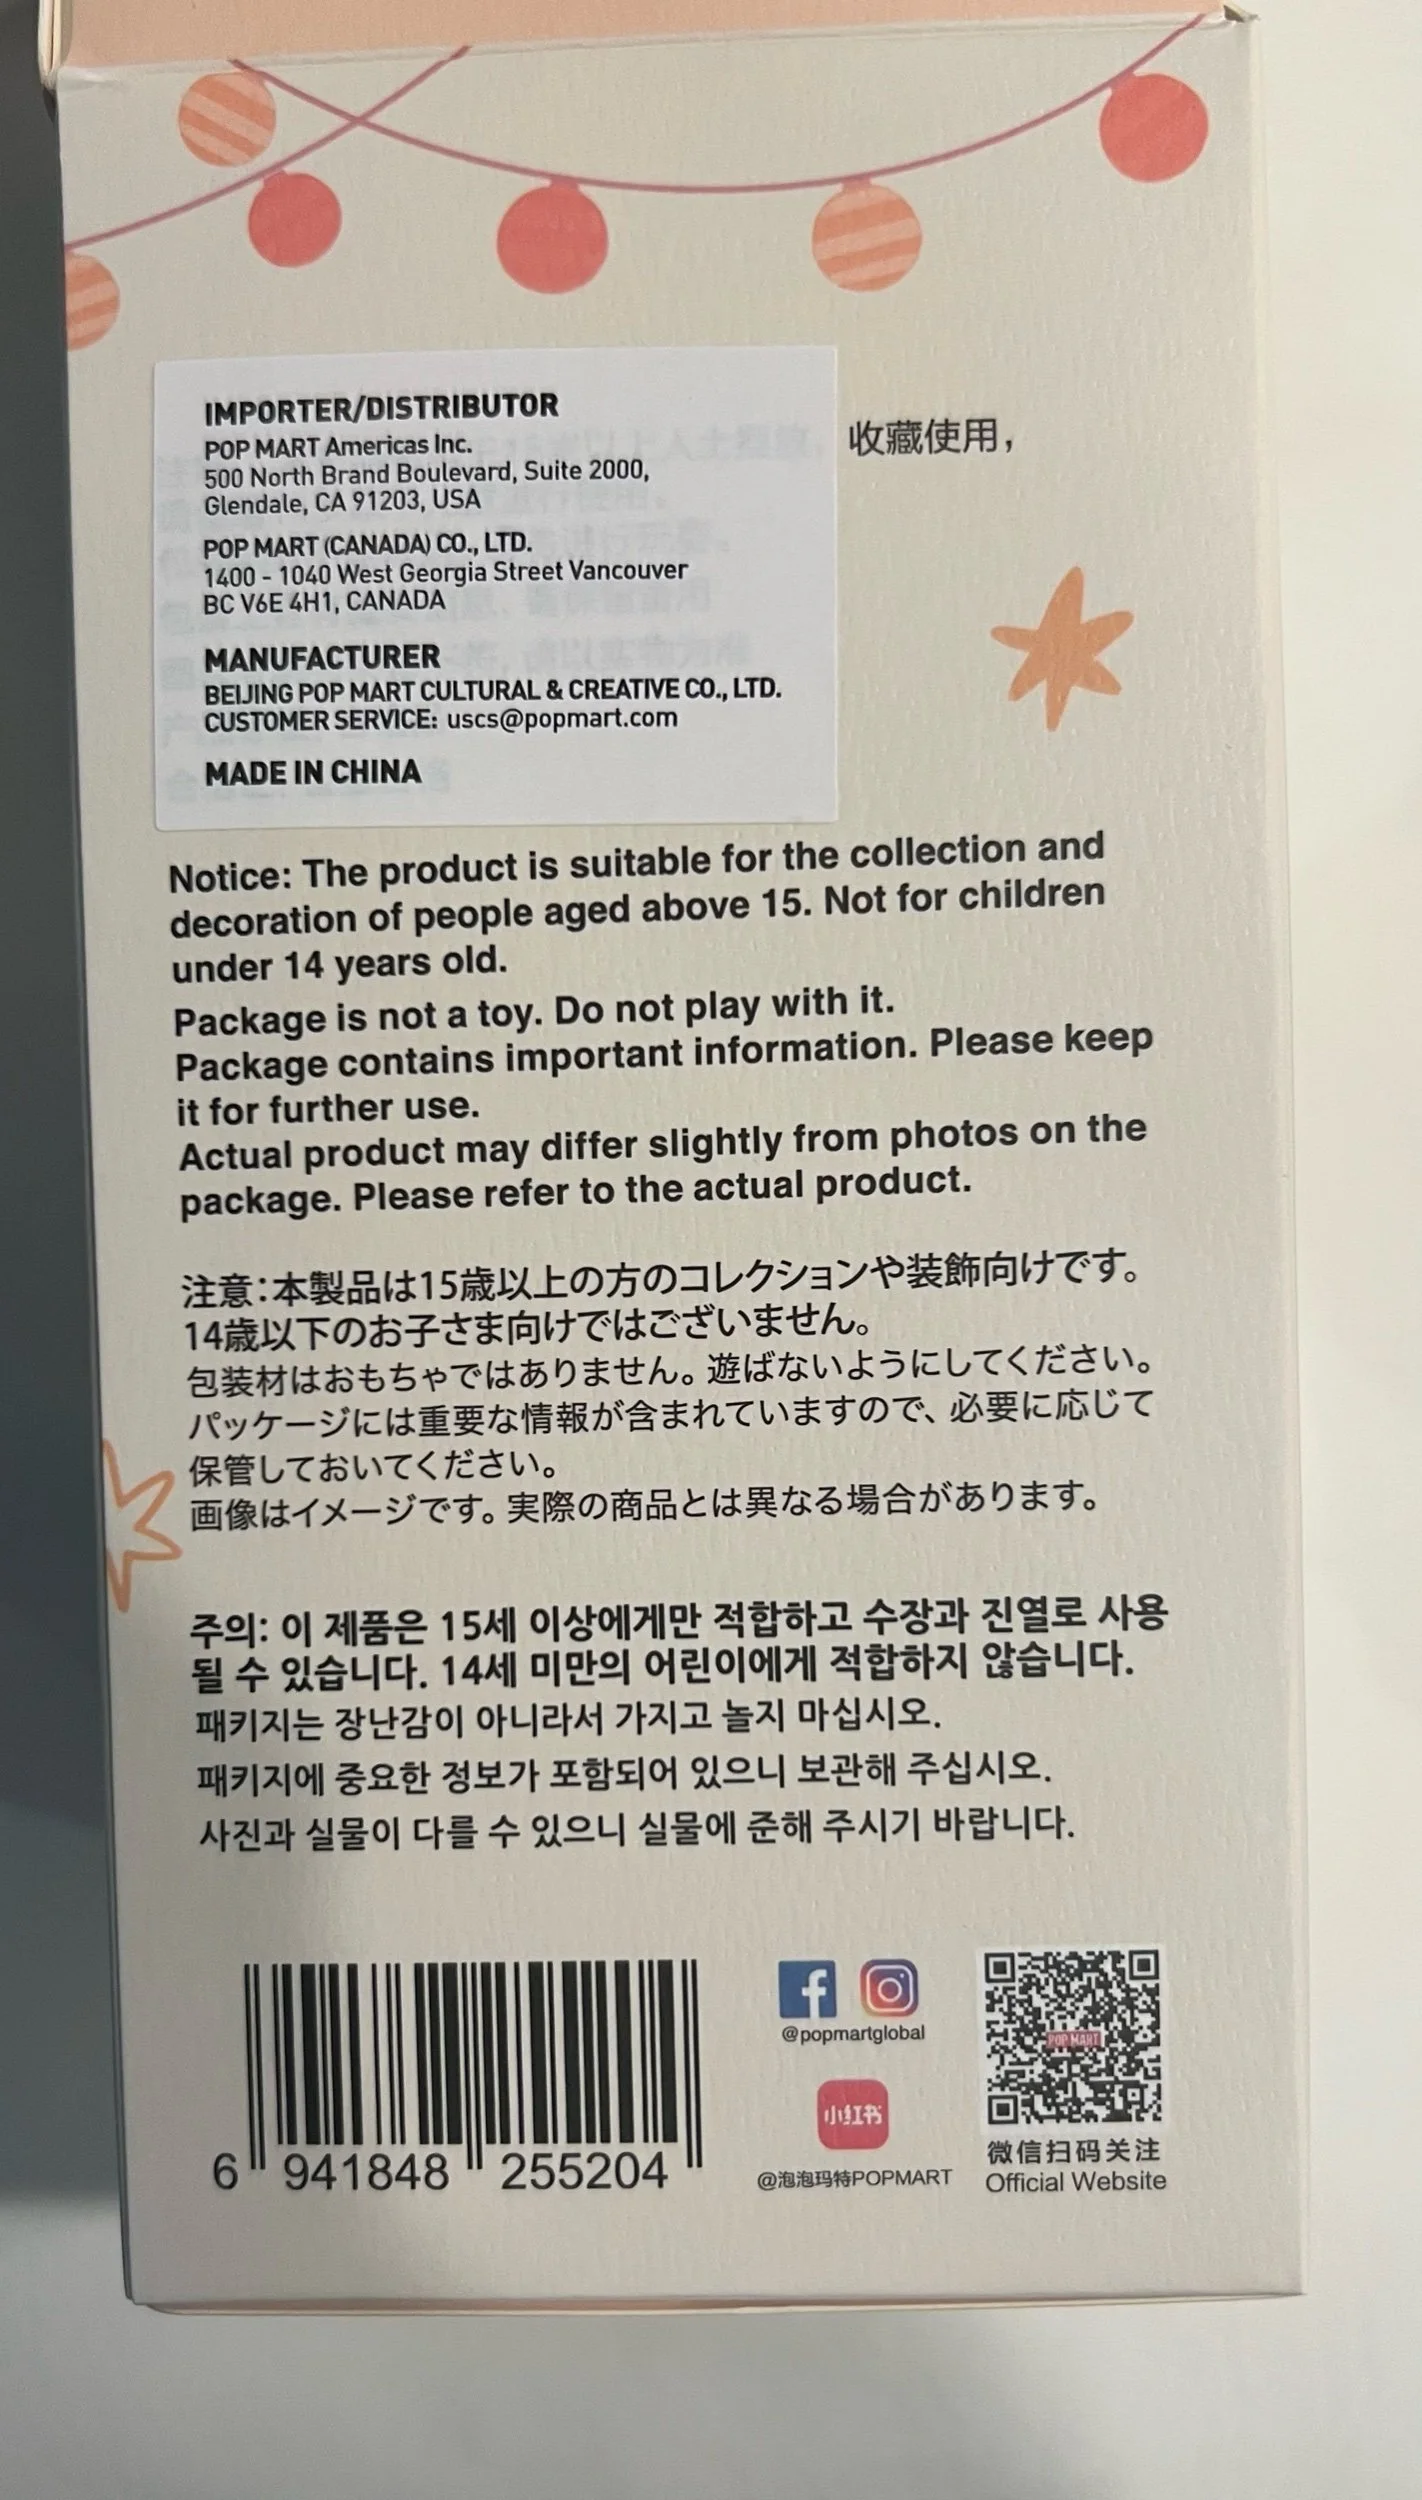 IMPORTER/DISTRIBUTOR
POP MART Americas Inc.
500 North Brand Boulevard, Suite 2000,
Glendale, CA 91203, USA
POP MART (CANADA) CO., LTD.
1400 - 1040 West Georgia Street Vancouver
BC V6E 4H1, CANADA
MANUFACTURER
BEIJING POP MART CULTURAL & CREATIVE CO., LTD.
CUSTOMER SERVICE: uscs@popmart.com
MADE IN CHINA
收藏使用，
Notice: The product is suitable for the collection and
decoration of people aged above 15. Not for children
under 14 years old.
Package is not a toy. Do not play with it.
Package contains important information. Please keep
it for further use.
Actual product may differ slightly from photos on the
package. Please refer to the actual product.
注意：本製品は15歳以上の方のコレクションや装飾向けです。
14歳以下のお子さま向けではございません。
包装材はおもちゃではありません。遊ばないようにしてください。
パッケージには重要な情報が含まれていますので、必要に応じて
保管しておいてください。
画像はイメージです。実際の商品とは異なる場合があります。
주의: 이 제품은 15세 이상에게만 적합하고 수장과 진열로 사용
될 수 있습니다. 14세 미만의 어린이에게 적합하지 않습니다.
패키지는 장난감이 아니라서 가지고 놀지 마십시오.
패키지에 중요한 정보가 포함되어 있으니 보관해 주십시오.
사진과 실물이 다를 수 있으니 실물에 준해 주시기 바랍니다.
6 941848 255204
@popmartglobal
小红书
@泡泡玛特POPMART
POP MART
微信扫码关注
Official Website